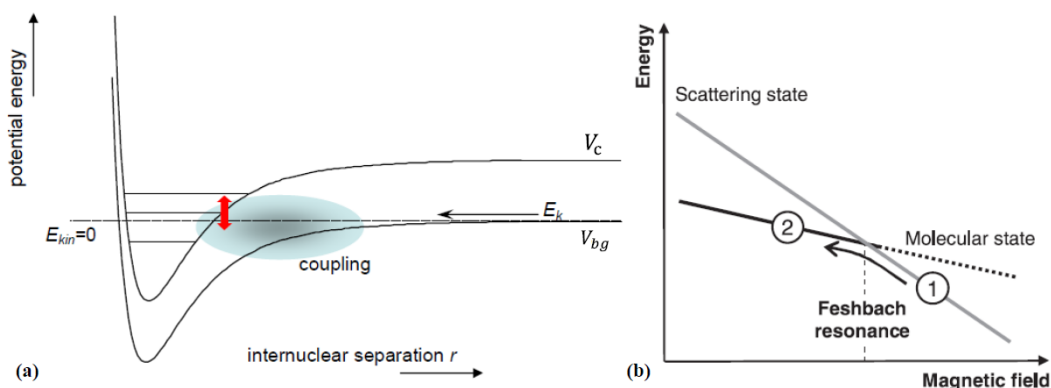 potential energy
V_c
E_k
E_kin=0
V_bg
coupling
(a)
internuclear separation r
(b)
Energy
Scattering state
2
Molecular state
1
Feshbach
resonance
Magnetic field